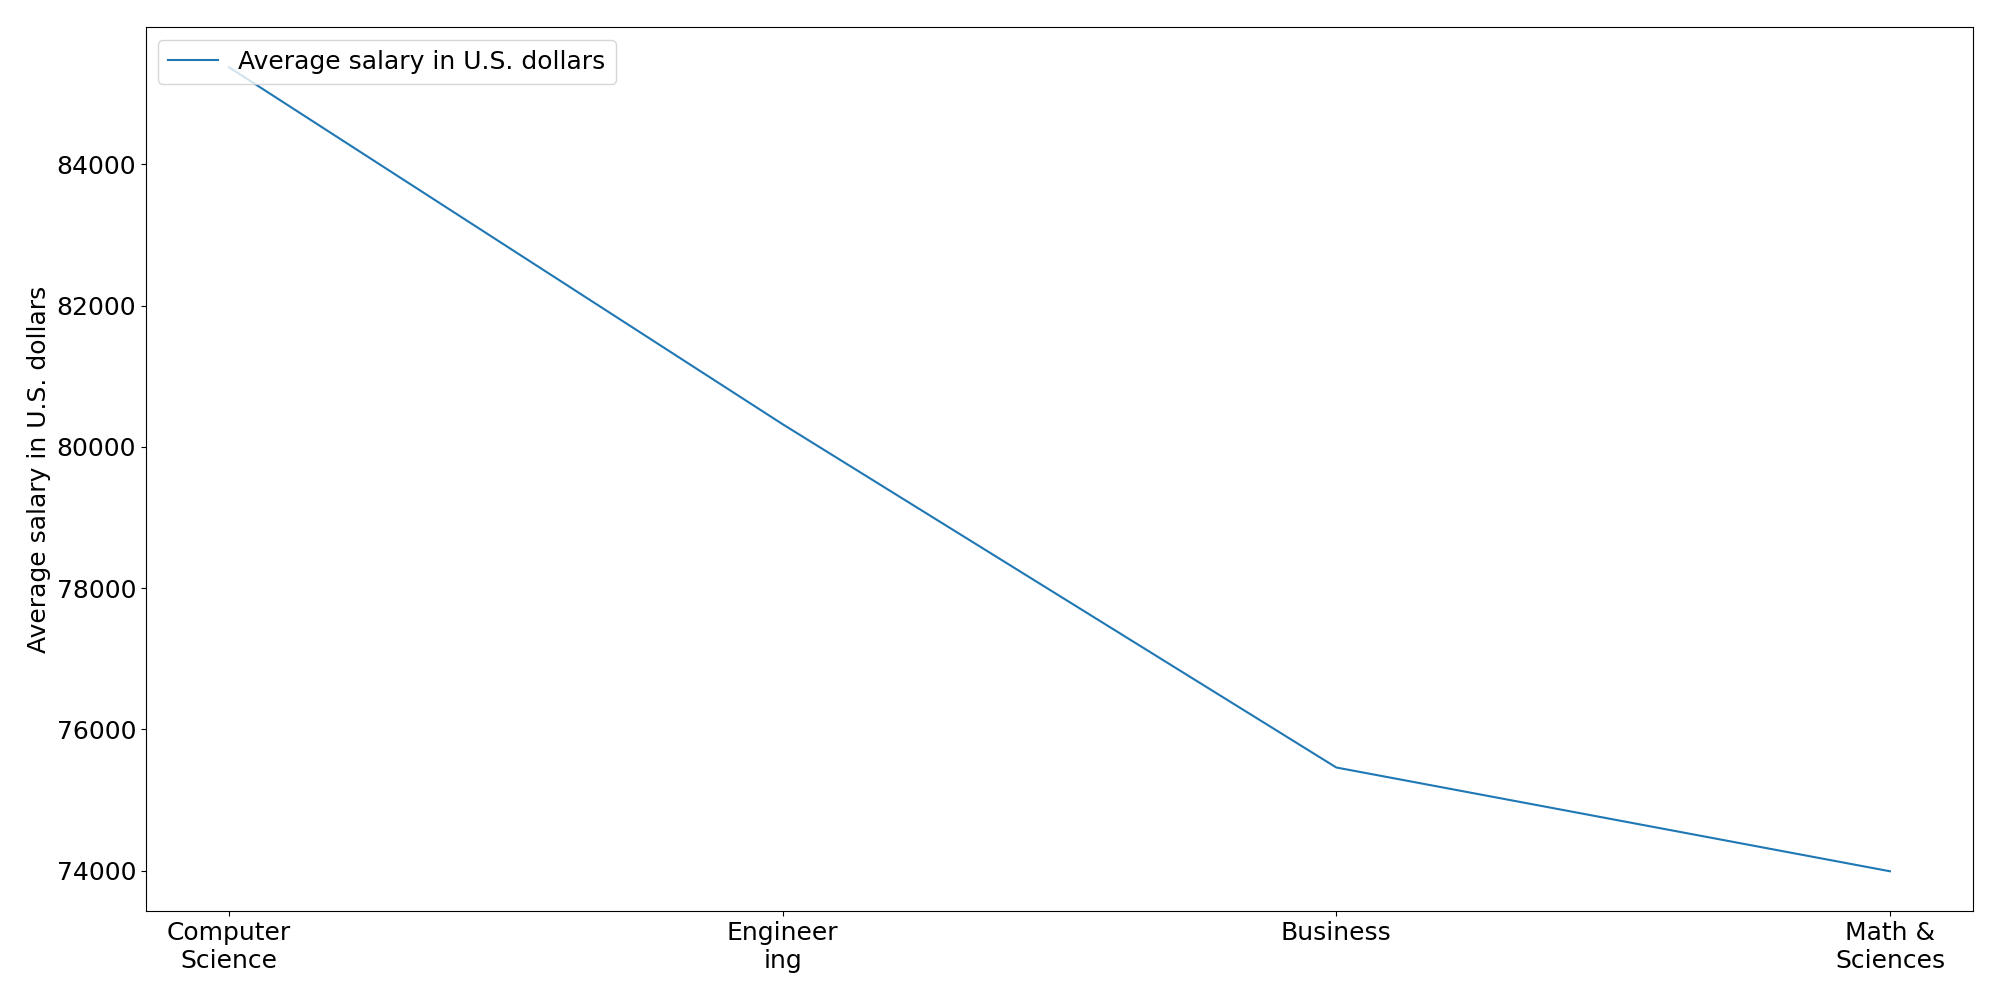 Average salary in U.S. dollars
Average salary in U.S. dollars
84000
82000
80000
78000
76000
74000
Computer
Science
Engineer
ing
Business
Math &
Sciences